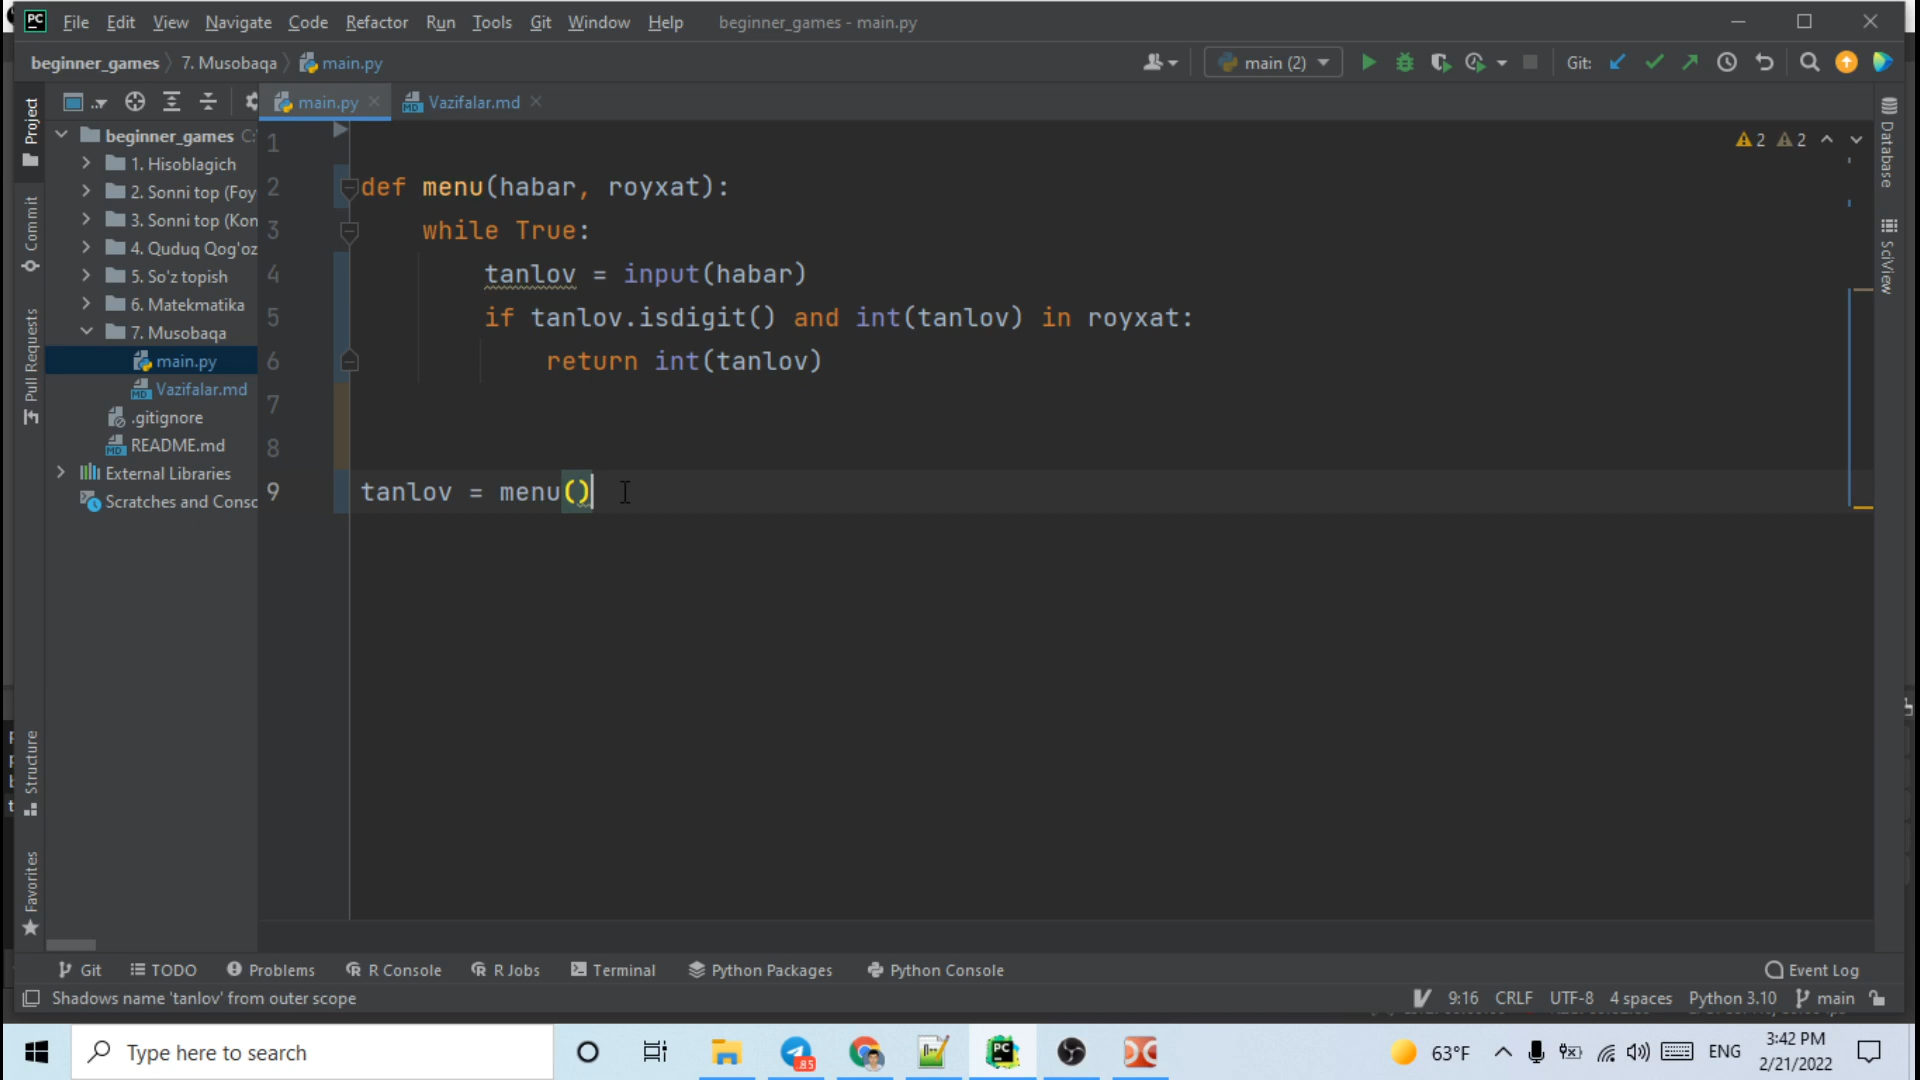 PC File Edit View Navigate Code Refactor Run Tools Git Window Help beginner_games - main.py
beginner_games 7. Musobaqa main.py main (2) Git:
main.py Vazifalar.md
Project
Commit
Pull Requests
Structure
Favorites
beginner_games C:
1. Hisoblagich
2. Sonni top (Foy
3. Sonni top (Kon
4. Quduq Qog'oz
5. So'z topish
6. Matekmatika
7. Musobaqa
main.py
MD Vazifalar.md
.gitignore
MD README.md
External Libraries
Scratches and Consc
2 2
1
2 def menu(habar, royxat):
3 while True:
4 tanlov = input(habar)
5 if tanlov.isdigit() and int(tanlov) in royxat:
6 return int(tanlov)
7
8
9 tanlov = menu()
Database
SciView
Git TODO Problems R Console R Jobs Terminal Python Packages Python Console Event Log
Shadows name 'tanlov' from outer scope 9:16 CRLF UTF-8 4 spaces Python 3.10 main
Type here to search 85 PC 63°F ENG 3:42 PM
2/21/2022